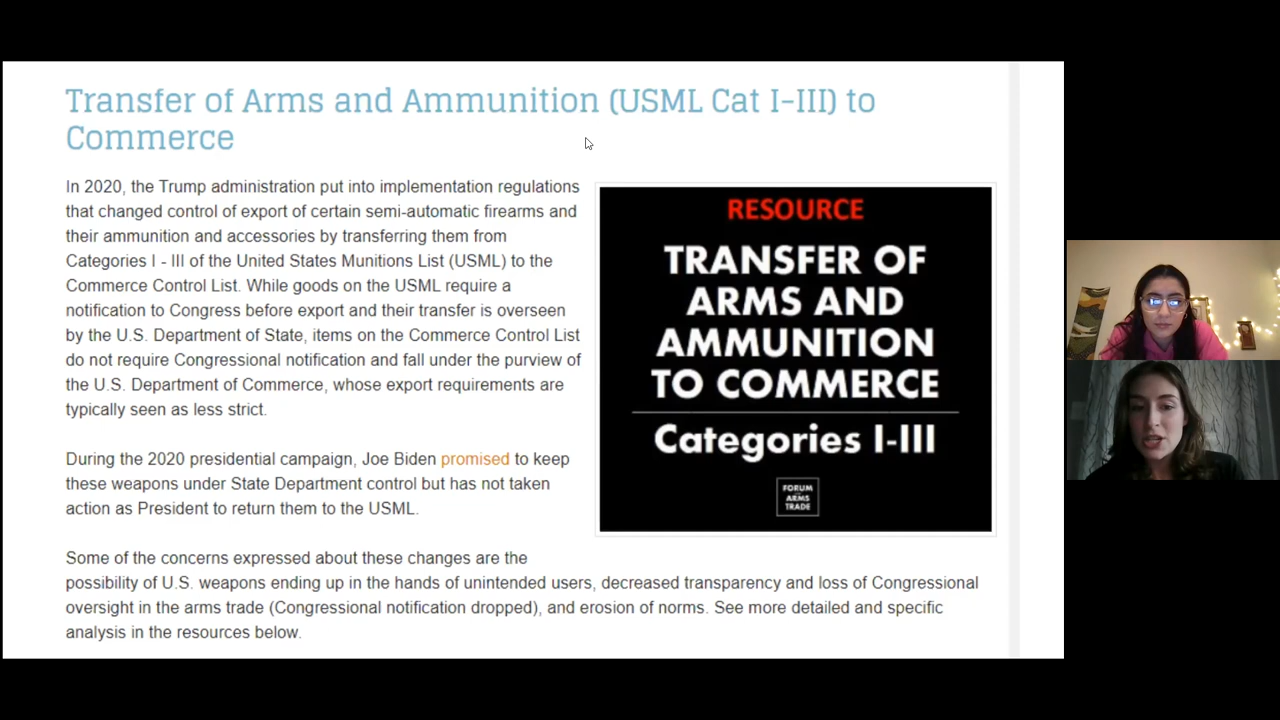 Transfer of Arms and Ammunition (USML Cat I-III) to
Commerce
In 2020, the Trump administration put into implementation regulations
that changed control of export of certain semi-automatic firearms and
their ammunition and accessories by transferring them from
Categories I - III of the United States Munitions List (USML) to the
Commerce Control List. While goods on the USML require a
notification to Congress before export and their transfer is overseen
by the U.S. Department of State, items on the Commerce Control List
do not require Congressional notification and fall under the purview of
the U.S. Department of Commerce, whose export requirements are
typically seen as less strict.
During the 2020 presidential campaign, Joe Biden promised to keep
these weapons under State Department control but has not taken
action as President to return them to the USML.
Some of the concerns expressed about these changes are the
possibility of U.S. weapons ending up in the hands of unintended users, decreased transparency and loss of Congressional
oversight in the arms trade (Congressional notification dropped), and erosion of norms. See more detailed and specific
analysis in the resources below.
RESOURCE
TRANSFER OF
ARMS AND
AMMUNITION
TO COMMERCE
Categories I-III
FORUM
ARMS
TRADE